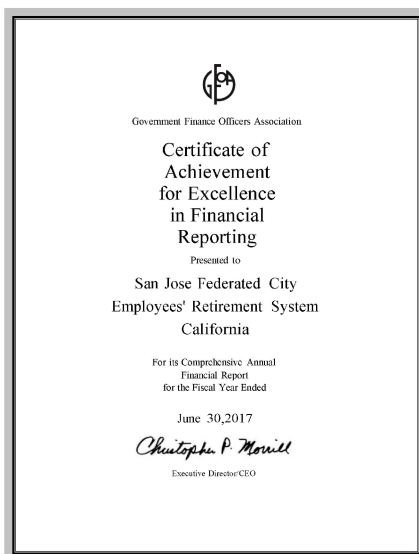 GFOA
Government Finance Officers Association
Certificate of
Achievement
for Excellence
in Financial
Reporting
Presented to
San Jose Federated City
Employees' Retirement System
California
For its Comprehensive Annual
Financial Report
for the Fiscal Year Ended
June 30,2017
Christopher P. Morrill
Executive Director/CEO